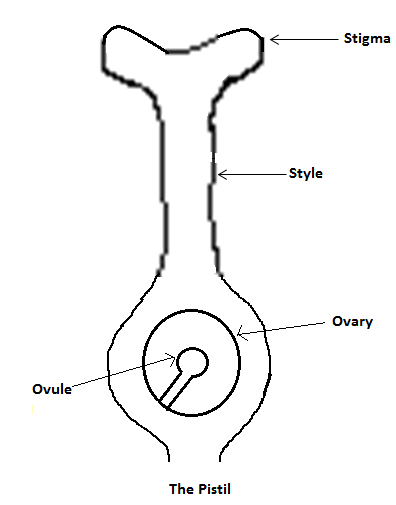 Stigma
Style
Ovary
Ovule
The Pistil